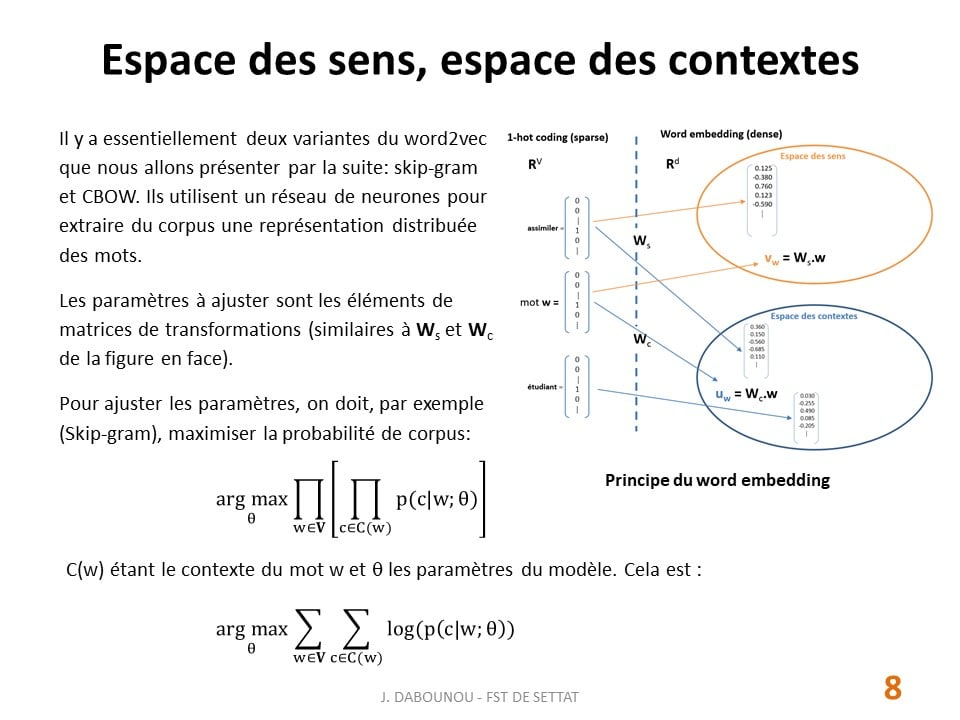 Espace des sens, espace des contextes
Il y a essentiellement deux variantes du word2vec
que nous allons présenter par la suite: skip-gram
et CBOW. Ils utilisent un réseau de neurones pour
extraire du corpus une représentation distribuée
des mots.
Les paramètres à ajuster sont les éléments de
matrices de transformations (similaires à Ws et Wc
de la figure en face).
Pour ajuster les paramètres, on doit, par exemple
(Skip-gram), maximiser la probabilité de corpus:
arg max θ ∏ w∈V [ ∏ c∈C(w) p(c|w; θ) ]
C(w) étant le contexte du mot w et θ les paramètres du modèle. Cela est :
arg max θ ∑ w∈V ∑ c∈C(w) log(p(c|w; θ))
1-hot coding (sparse)
R^V
Word embedding (dense)
R^d
Espace des sens
0.125
-0.380
0.760
0.123
-0.590
|
assimiler =
0
0
|
1
0
|
Ws
vw = Ws.w
mot w =
0
0
|
1
0
|
Wc
Espace des contextes
0.360
0.150
-0.560
-0.685
0.110
|
uw = Wc.w
étudiant =
0
0
|
1
0
|
0.030
-0.255
0.490
0.085
-0.205
|
Principe du word embedding
J. DABOUNOU - FST DE SETTAT
8